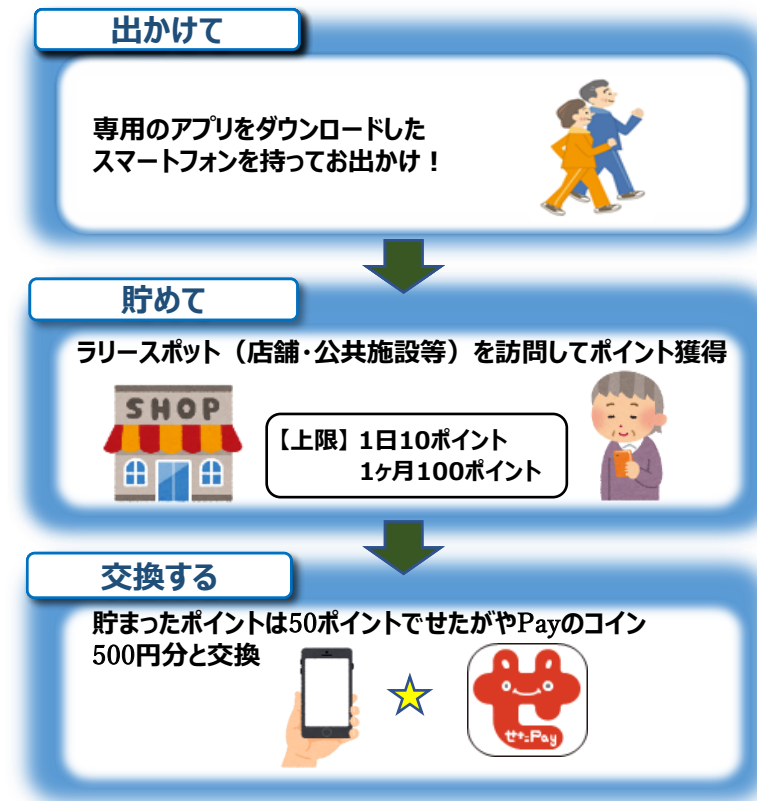 出かけて
専用のアプリをダウンロードした
スマートフォンを持ってお出かけ！
貯めて
ラリースポット（店舗・公共施設等）を訪問してポイント獲得
SHOP
【上限】1日10ポイント
1ヶ月100ポイント
交換する
貯まったポイントは50ポイントでせたがやPayのコイン
500円分と交換
せたPay